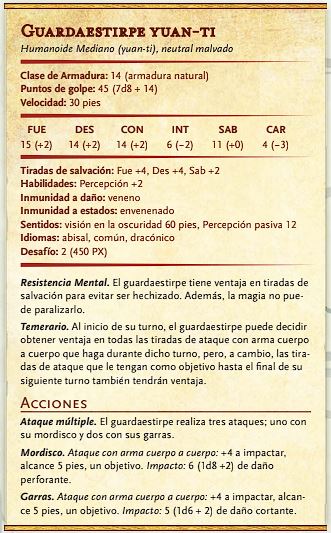 Guardaestirpe yuan-ti
Humanoide Mediano (yuan-ti), neutral malvado
Clase de Armadura: 14 (armadura natural)
Puntos de golpe: 45 (7d8 + 14)
Velocidad: 30 pies
FUE DES CON INT SAB CAR
15 (+2) 14 (+2) 14 (+2) 6 (−2) 11 (+0) 4 (−3)
Tiradas de salvación: Fue +4, Des +4, Sab +2
Habilidades: Percepción +2
Inmunidad a daño: veneno
Inmunidad a estados: envenenado
Sentidos: visión en la oscuridad 60 pies, Percepción pasiva 12
Idiomas: abisal, común, dracónico
Desafío: 2 (450 PX)
Resistencia Mental. El guardaestirpe tiene ventaja en tiradas de
salvación para evitar ser hechizado. Además, la magia no pue-
de paralizarlo.
Temerario. Al inicio de su turno, el guardaestirpe puede decidir
obtener ventaja en todas las tiradas de ataque con arma cuerpo
a cuerpo que haga durante dicho turno, pero, a cambio, las tira-
das de ataque que le tengan como objetivo hasta el final de su
siguiente turno también tendrán ventaja.
Acciones
Ataque múltiple. El guardaestirpe realiza tres ataques; uno con
su mordisco y dos con sus garras.
Mordisco. Ataque con arma cuerpo a cuerpo: +4 a impactar,
alcance 5 pies, un objetivo. Impacto: 6 (1d8 +2) de daño
perforante.
Garras. Ataque con arma cuerpo a cuerpo: +4 a impactar, alcan-
ce 5 pies, un objetivo. Impacto: 5 (1d6 + 2) de daño cortante.